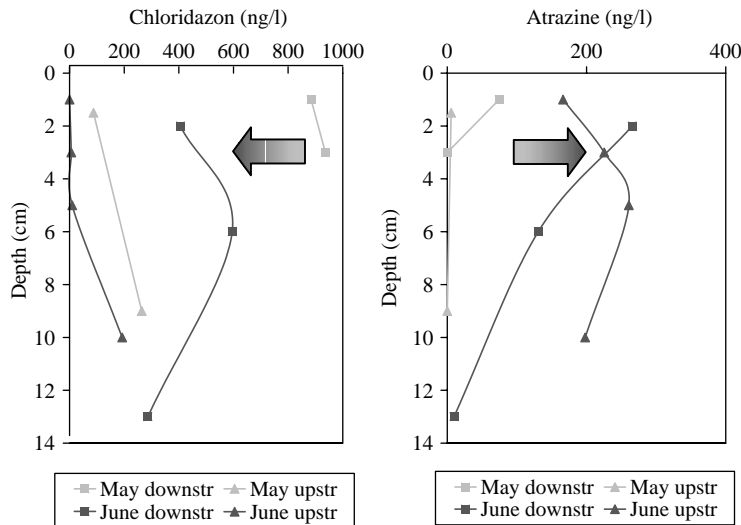 Chloridazon (ng/l)
0 200 400 600 800 1000
0
2
4
6
8
10
12
14
Depth (cm)
May downstr May upstr
June downstr June upstr
Atrazine (ng/l)
0 200 400
0
2
4
6
8
10
12
14
Depth (cm)
May downstr May upstr
June downstr June upstr